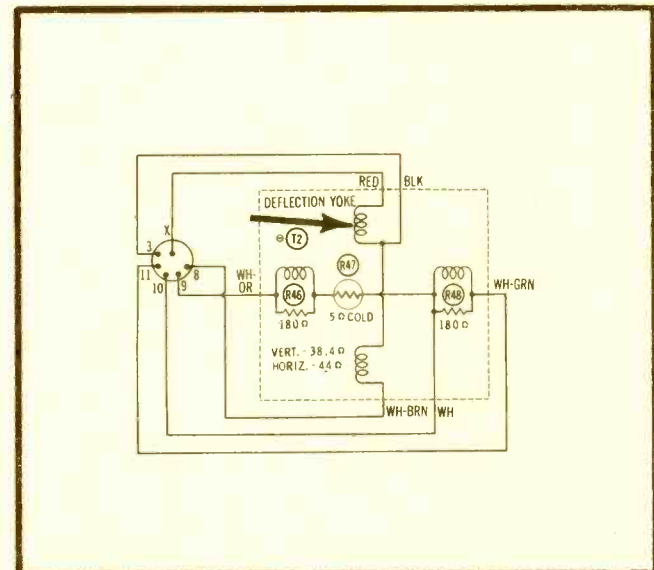 RED BLK
DEFLECTION YOKE
X
3
⊖ T2
R47
11
8
10
9
WH-OR
R46
R48
WH-GRN
180Ω
5Ω COLD
180Ω
VERT.-38.4Ω
HORIZ.-44Ω
WH-BRN WH